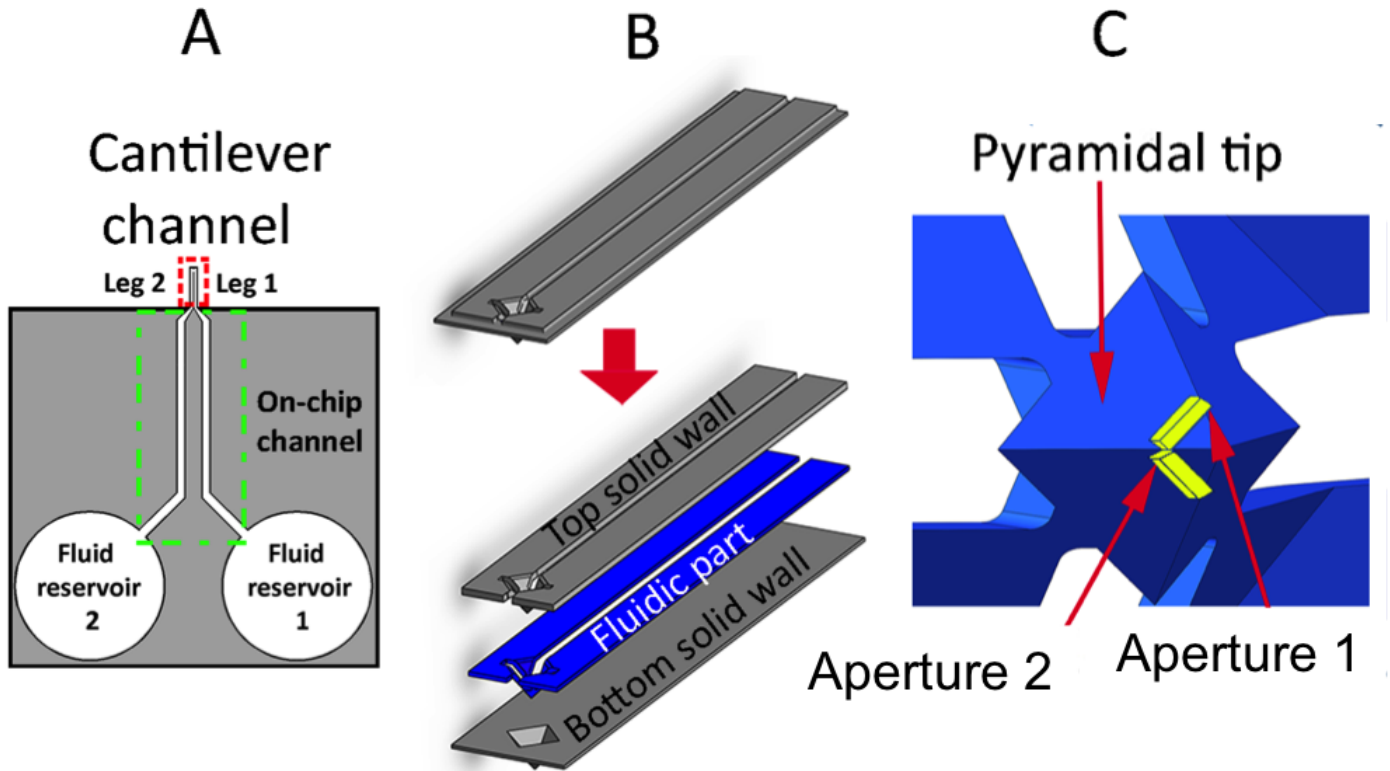 A
Cantilever
channel
Leg 2
Leg 1
On-chip
channel
Fluid
reservoir
2
Fluid
reservoir
1
B
Top solid wall
Fluidic part
Bottom solid wall
C
Pyramidal tip
Aperture 2
Aperture 1